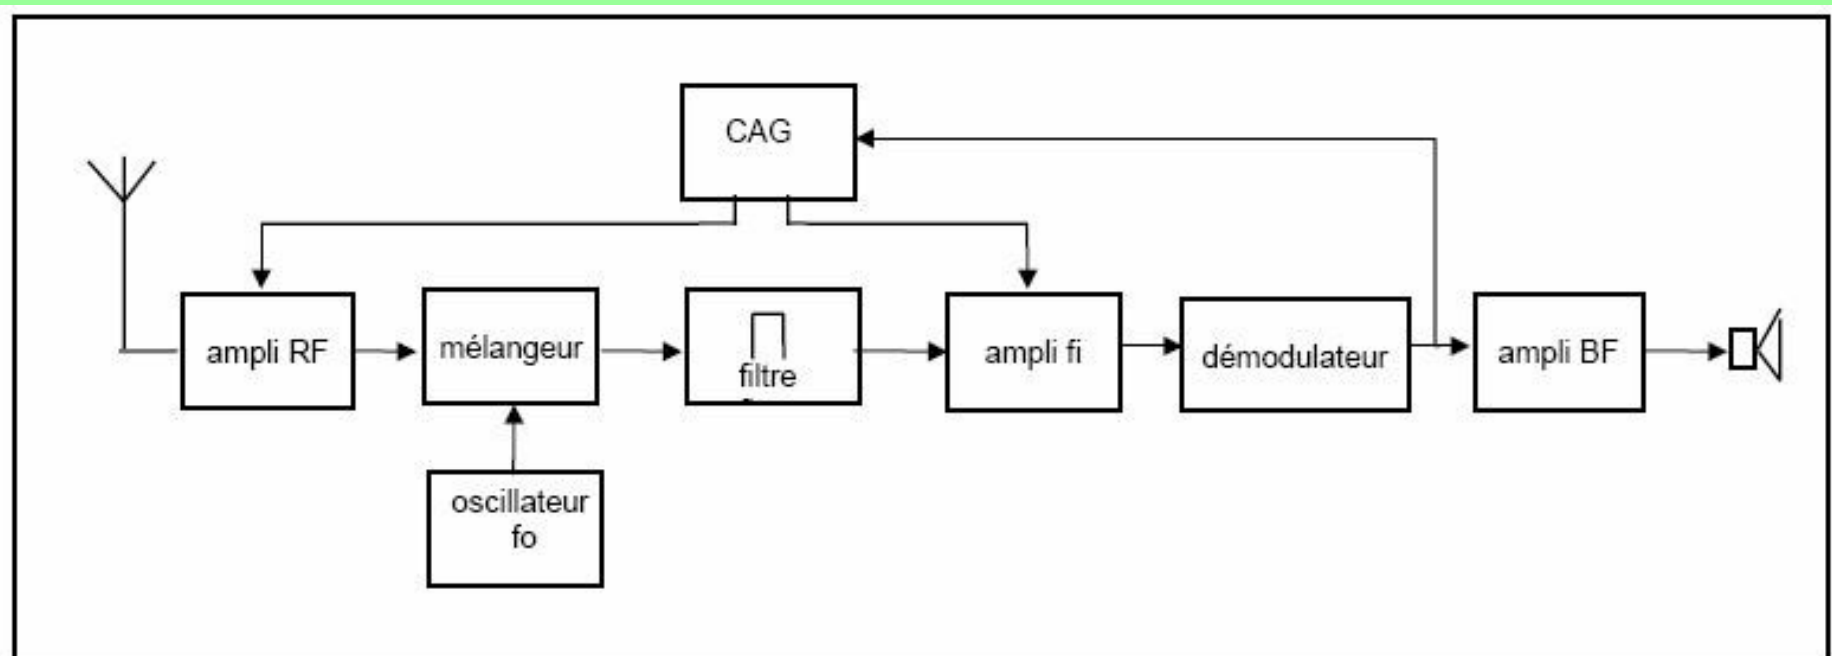 CAG
ampli RF
mélangeur
filtre
ampli fi
démodulateur
ampli BF
oscillateur
fo